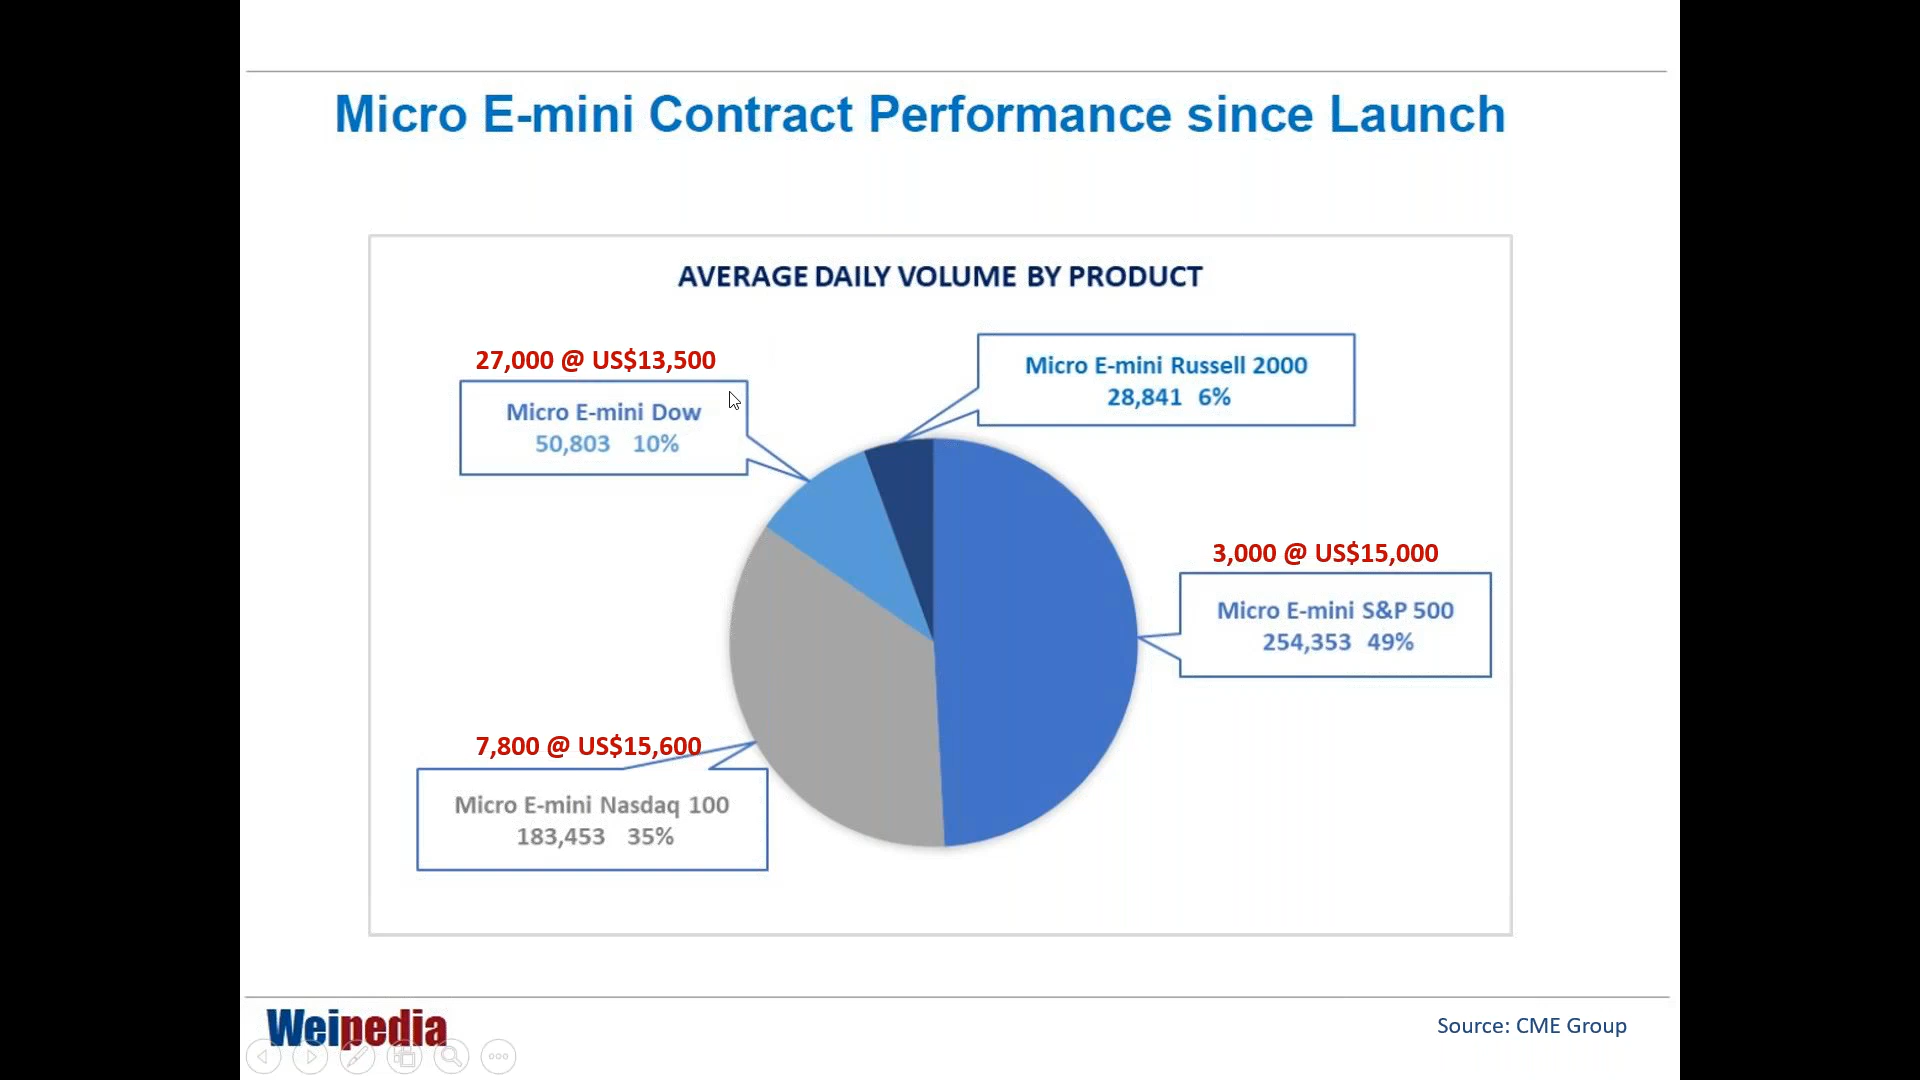 Micro E-mini Contract Performance since Launch
AVERAGE DAILY VOLUME BY PRODUCT
27,000 @ US$13,500
Micro E-mini Dow
50,803 10%
Micro E-mini Russell 2000
28,841 6%
3,000 @ US$15,000
Micro E-mini S&P 500
254,353 49%
7,800 @ US$15,600
Micro E-mini Nasdaq 100
183,453 35%
Weipedia
Source: CME Group